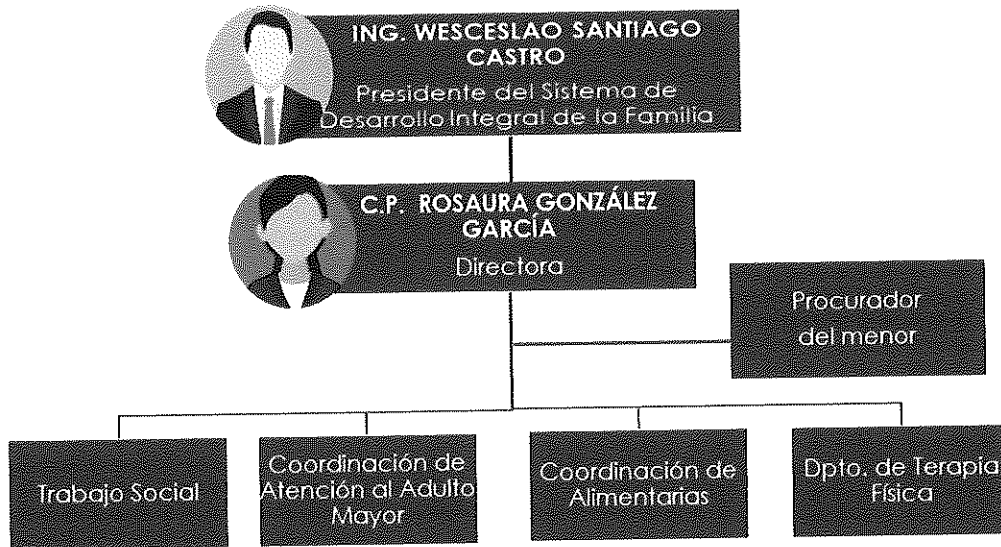 ING. WESCESLAO SANTIAGO
CASTRO
Presidente del Sistema de
Desarrollo Integral de la Familia
C.P. ROSAURA GONZÁLEZ
GARCÍA
Directora
Procurador
del menor
Trabajo Social
Coordinación de
Atención al Adulto
Mayor
Coordinación de
Alimentarias
Dpto. de Terapia
Física